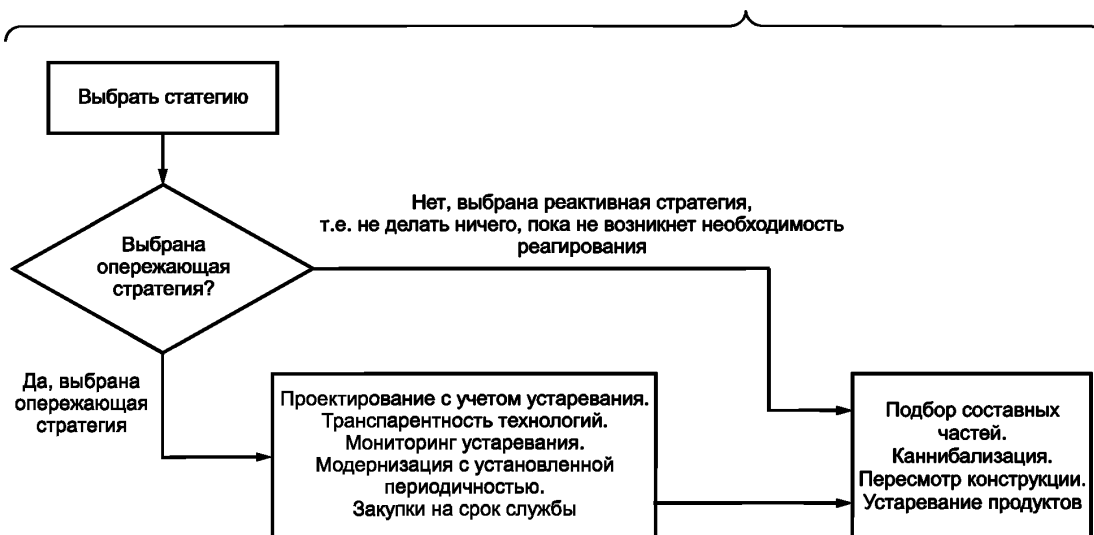 Выбрать статегию
Нет, выбрана реактивная стратегия,
т.е. не делать ничего, пока не возникнет необходимость
реагирования
Выбрана
опережающая
стратегия?
Да, выбрана
опережающая
стратегия
Проектирование с учетом устаревания.
Транспарентность технологий.
Мониторинг устаревания.
Модернизация с установленной
периодичностью.
Закупки на срок службы
Подбор составных
частей.
Каннибализация.
Пересмотр конструкции.
Устаревание продуктов